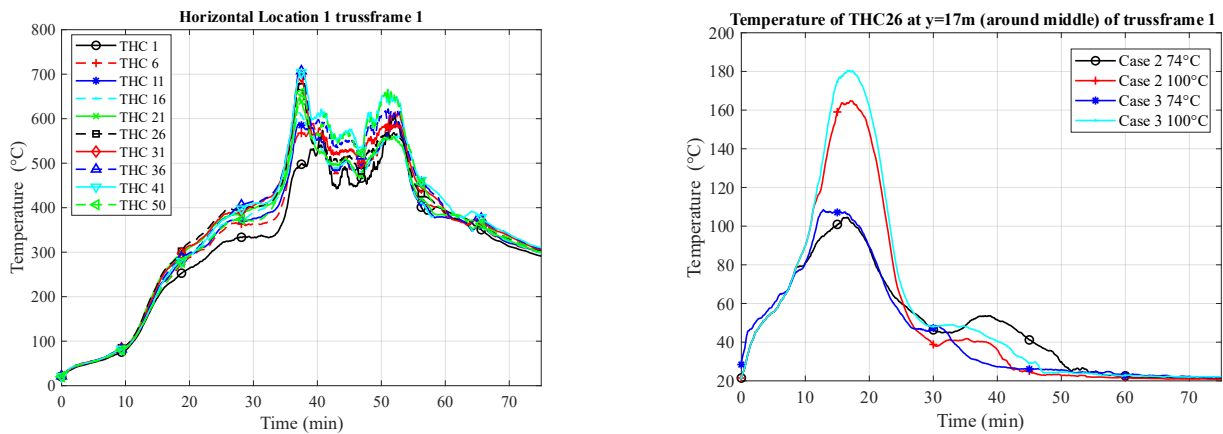 Horizontal Location 1 trussframe 1
800
700
600
500
400
300
200
100
0
Temperature (°C)
THC 1
THC 6
THC 11
THC 16
THC 21
THC 26
THC 31
THC 36
THC 41
THC 50
0 10 20 30 40 50 60 70
Time (min)
Temperature of THC26 at y=17m (around middle) of trussframe 1
200
180
160
140
120
100
80
60
40
20
Temperature (°C)
Case 2 74°C
Case 2 100°C
Case 3 74°C
Case 3 100°C
0 10 20 30 40 50 60 70
Time (min)